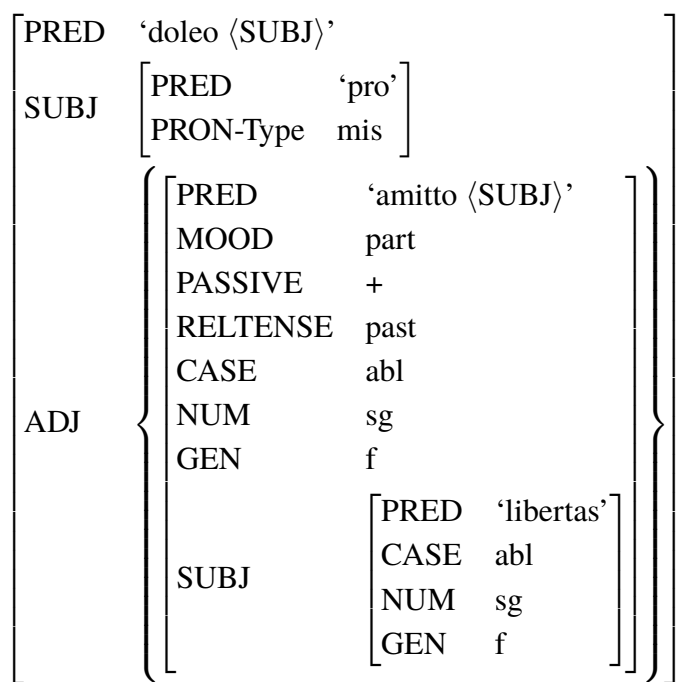 PRED ‘doleo ⟨SUBJ⟩’
SUBJ
PRED ‘pro’
PRON-Type mis
ADJ
PRED ‘amitto ⟨SUBJ⟩’
MOOD part
PASSIVE +
RELTENSE past
CASE abl
NUM sg
GEN f
SUBJ
PRED ‘libertas’
CASE abl
NUM sg
GEN f